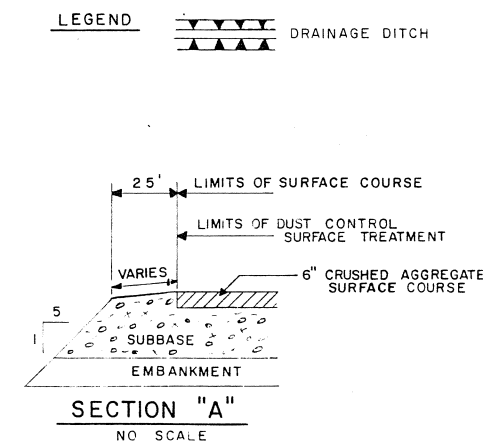 LEGEND
DRAINAGE DITCH
25'
LIMITS OF SURFACE COURSE
LIMITS OF DUST CONTROL
SURFACE TREATMENT
VARIES
6" CRUSHED AGGREGATE
SURFACE COURSE
5
1
SUBBASE
EMBANKMENT
SECTION "A"
NO SCALE